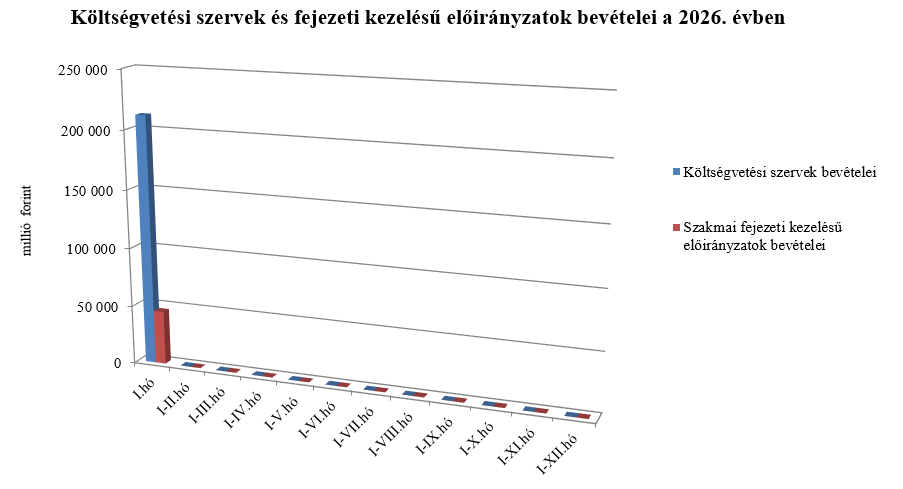 Költségvetési szervek és fejezeti kezelésű előirányzatok bevételei a 2026. évben
250 000
200 000
150 000
100 000
50 000
0
millió forint
I.hó
I-II.hó
I-III.hó
I-IV.hó
I-V.hó
I-VI.hó
I-VII.hó
I-VIII.hó
I-IX.hó
I-X.hó
I-XI.hó
I-XII.hó
Költségvetési szervek bevételei
Szakmai fejezeti kezelésű
előirányzatok bevételei